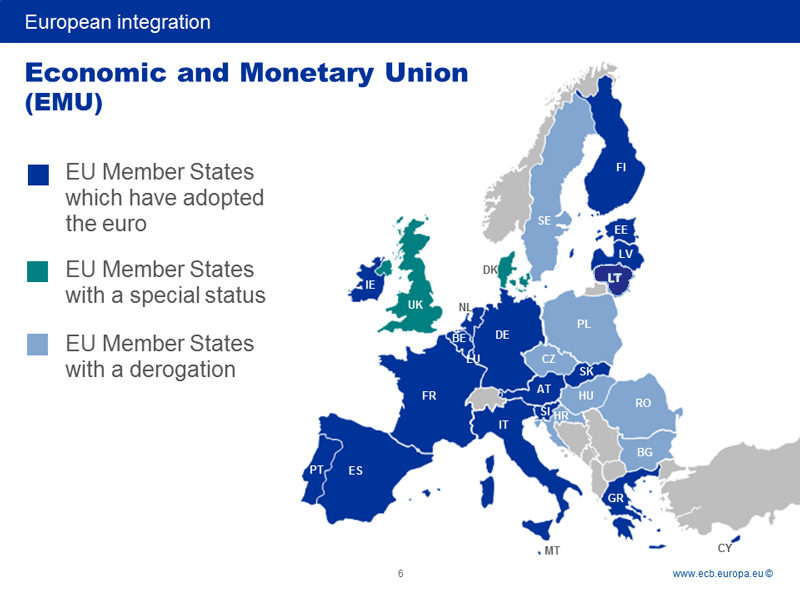 European integration
Economic and Monetary Union
(EMU)
EU Member States
which have adopted
the euro
EU Member States
with a special status
EU Member States
with a derogation
FI
SE
EE
LV
LT
DK
IE
UK
NL
PL
DE
BE
LU
CZ
SK
AT
FR
HU
RO
SI
HR
IT
BG
PT
ES
GR
MT
CY
6
www.ecb.europa.eu ©